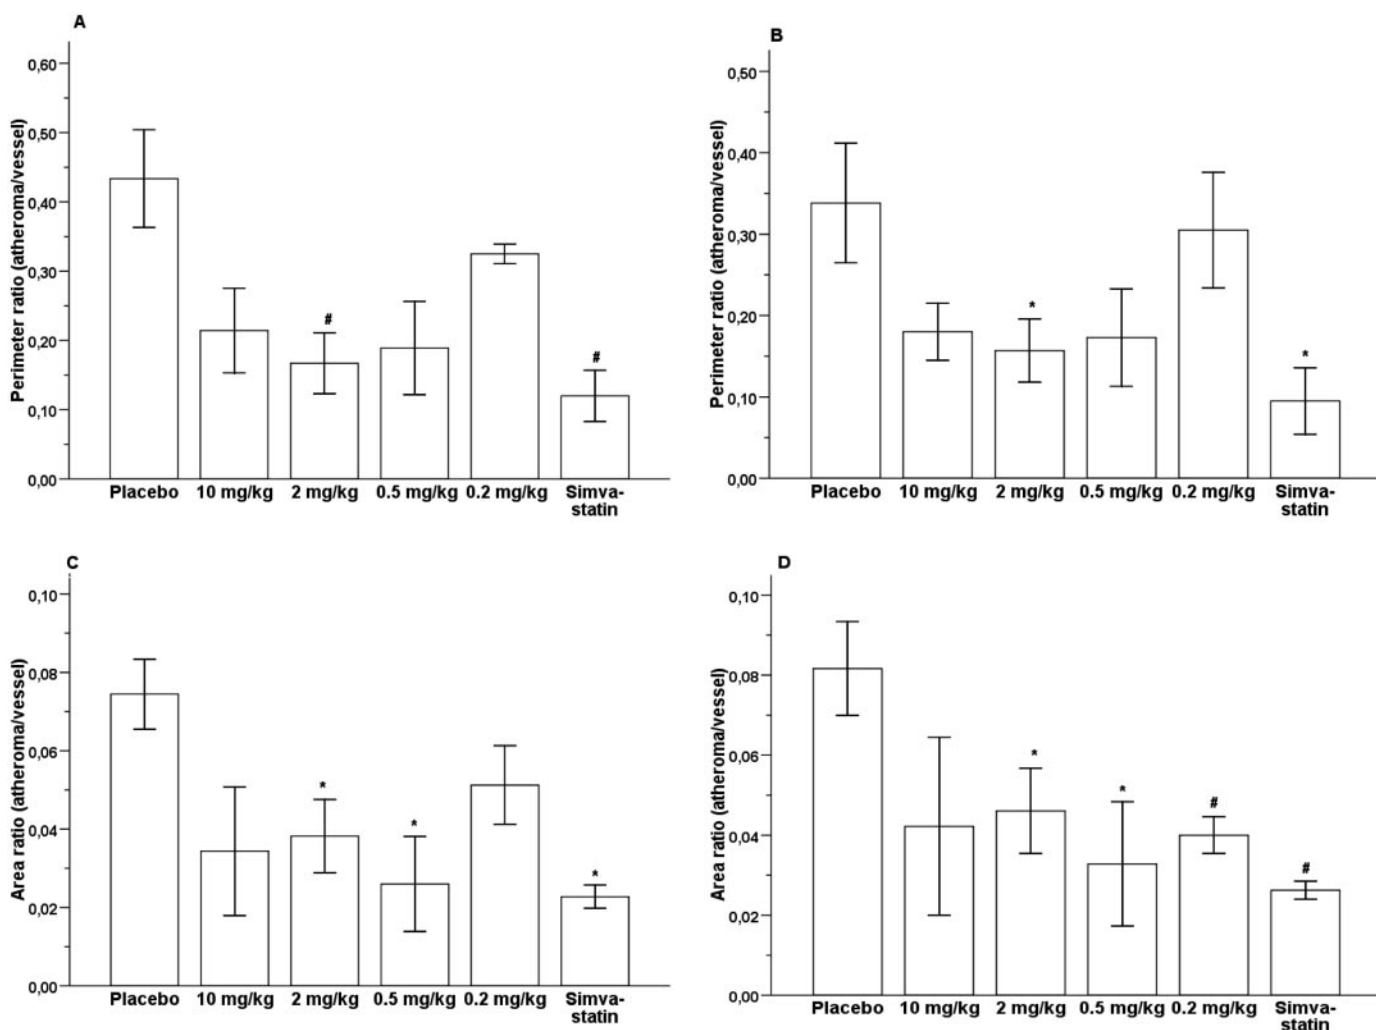 A
Perimeter ratio (atheroma/vessel)
0,60
0,50
0,40
0,30
0,20
0,10
0,00
#
#
Placebo 10 mg/kg 2 mg/kg 0.5 mg/kg 0.2 mg/kg Simva-
statin
B
Perimeter ratio (atheroma/vessel)
0,50
0,40
0,30
0,20
0,10
0,00
*
*
Placebo 10 mg/kg 2 mg/kg 0.5 mg/kg 0.2 mg/kg Simva-
statin
C
Area ratio (atheroma/vessel)
0,10
0,08
0,06
0,04
0,02
0,00
*
*
*
Placebo 10 mg/kg 2 mg/kg 0.5 mg/kg 0.2 mg/kg Simva-
statin
D
Area ratio (atheroma/vessel)
0,10
0,08
0,06
0,04
0,02
0,00
*
*
#
#
Placebo 10 mg/kg 2 mg/kg 0.5 mg/kg 0.2 mg/kg Simva-
statin